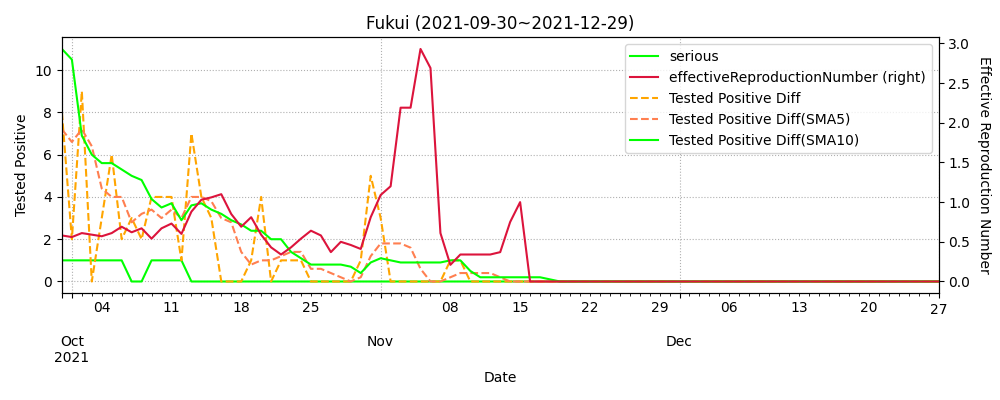 Fukui (2021-09-30~2021-12-29)
serious
effectiveReproductionNumber (right)
Tested Positive Diff
Tested Positive Diff(SMA5)
Tested Positive Diff(SMA10)
Tested Positive
10
8
6
4
2
0
3.0
2.5
2.0
1.5
1.0
0.5
0.0
Effective Reproduction Number
04 11 18 25 08 15 22 29 06 13 20 27
Oct Nov Dec
2021
Date